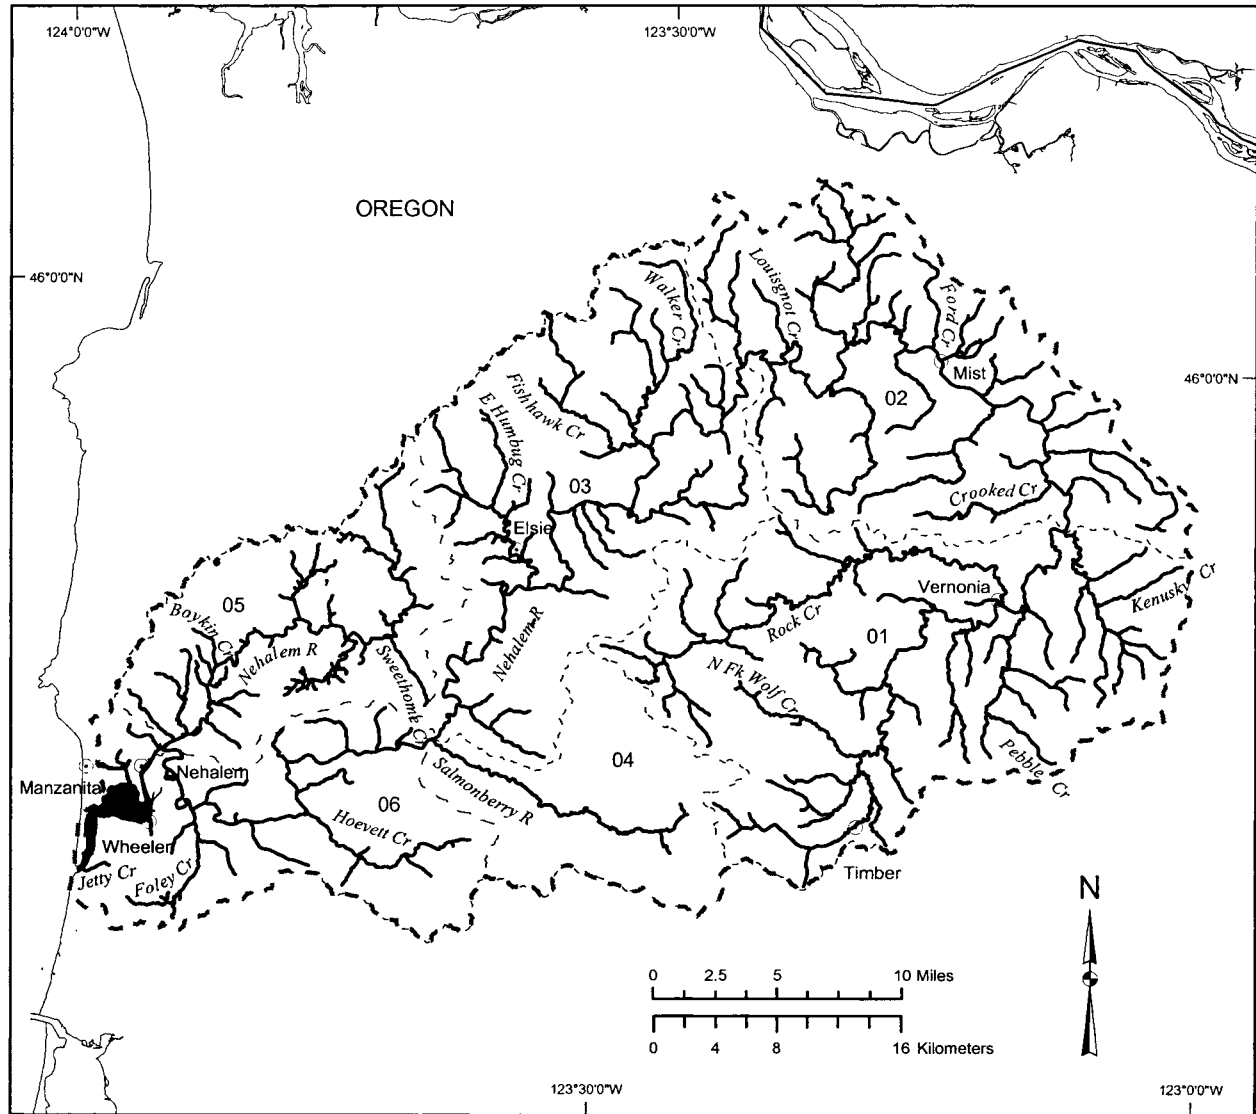 124°0'0"W
123°30'0"W
OREGON
46°0'0"N
Walker Cr
Louisgnot Cr
Ford Cr
Mist
46°0'0"N
02
Fishhawk Cr
E Humbug Cr
03
Crooked Cr
Elsie
Vernonia
Kenusky Cr
05
Boykin Cr
Rock Cr
01
Nehalem R
Nehalem R
Sweethome Cr
N Fk Wolf Cr
Pebble Cr
04
Nehalem
Manzanita
Salmonberry R
06
Hoevett Cr
Wheeler
Jetty Cr
Foley Cr
Timber
N
0 2.5 5 10 Miles
0 4 8 16 Kilometers
123°30'0"W
123°0'0"W